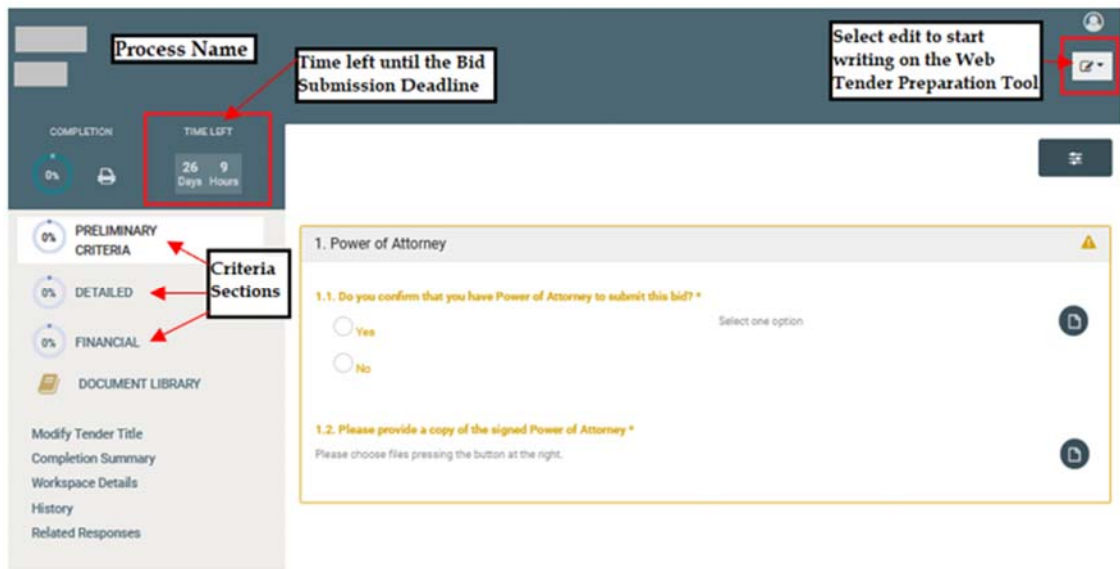 Process Name
Time left until the Bid
Submission Deadline
Select edit to start
writing on the Web
Tender Preparation Tool
COMPLETION
TIME LEFT
0%
26 9
Days Hours
0%
PRELIMINARY
CRITERIA
0%
DETAILED
0%
FINANCIAL
Criteria
Sections
DOCUMENT LIBRARY
Modify Tender Title
Completion Summary
Workspace Details
History
Related Responses
1. Power of Attorney
1.1. Do you confirm that you have Power of Attorney to submit this bid? *
Yes
Select one option
No
1.2. Please provide a copy of the signed Power of Attorney *
Please choose files pressing the button at the right.